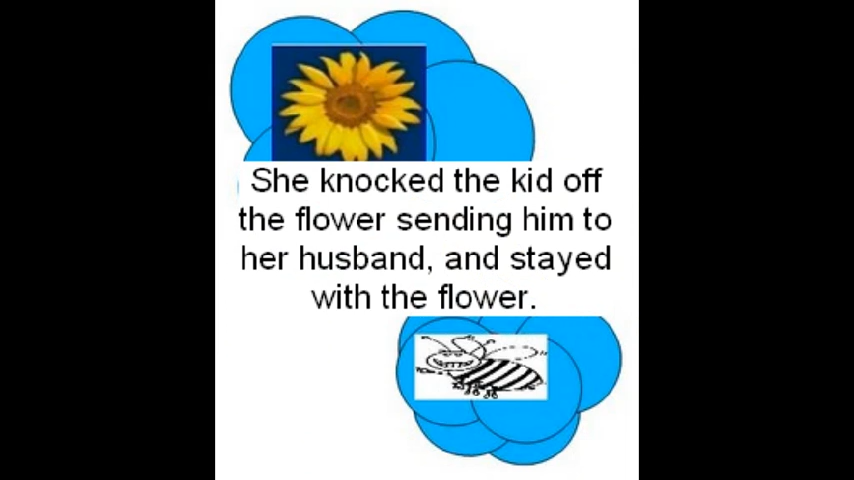 She knocked the kid off
the flower sending him to
her husband, and stayed
with the flower.